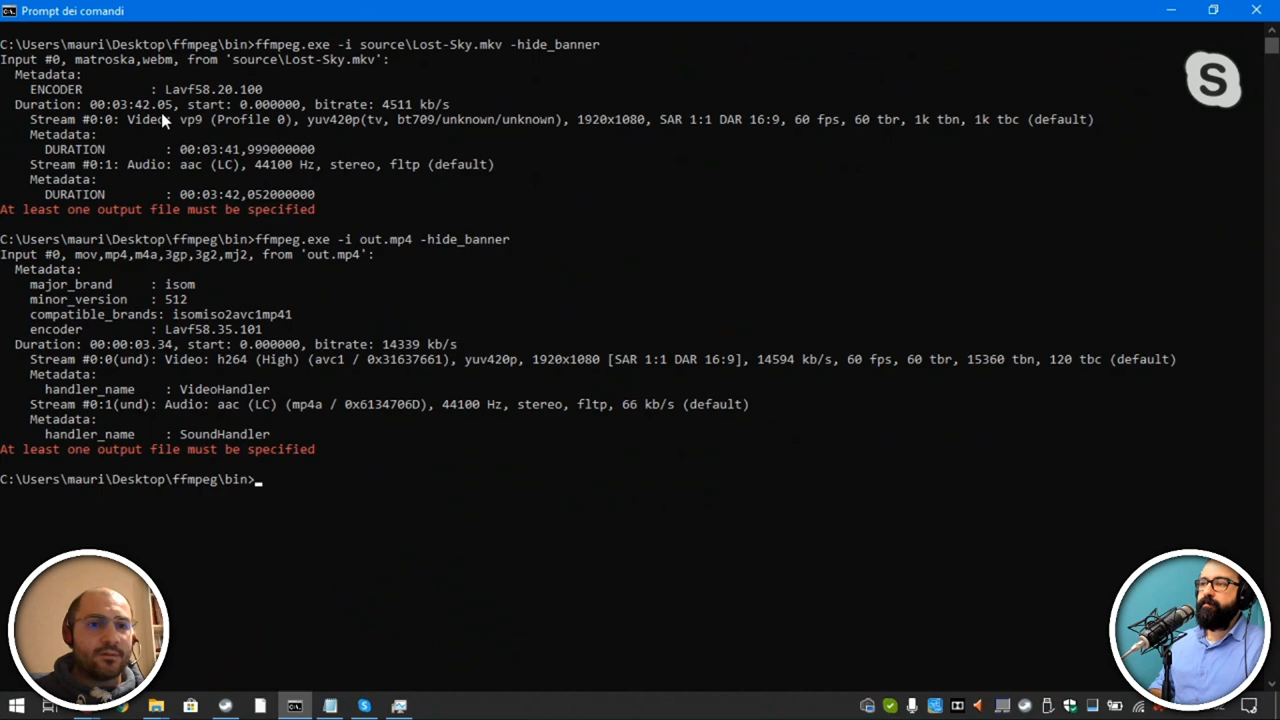 Prompt dei comandi
C:\Users\mauri\Desktop\ffmpeg\bin>ffmpeg.exe -i source\Lost-Sky.mkv -hide_banner
Input #0, matroska,webm, from 'source\Lost-Sky.mkv':
  Metadata:
    ENCODER         : Lavf58.20.100
  Duration: 00:03:42.05, start: 0.000000, bitrate: 4511 kb/s
    Stream #0:0: Video: vp9 (Profile 0), yuv420p(tv, bt709/unknown/unknown), 1920x1080, SAR 1:1 DAR 16:9, 60 fps, 60 tbr, 1k tbn, 1k tbc (default)
    Metadata:
      DURATION        : 00:03:41,999000000
    Stream #0:1: Audio: aac (LC), 44100 Hz, stereo, fltp (default)
    Metadata:
      DURATION        : 00:03:42,052000000
At least one output file must be specified
C:\Users\mauri\Desktop\ffmpeg\bin>ffmpeg.exe -i out.mp4 -hide_banner
Input #0, mov,mp4,m4a,3gp,3g2,mj2, from 'out.mp4':
  Metadata:
    major_brand     : isom
    minor_version   : 512
    compatible_brands: isomiso2avc1mp41
    encoder         : Lavf58.35.101
  Duration: 00:00:03.34, start: 0.000000, bitrate: 14339 kb/s
    Stream #0:0(und): Video: h264 (High) (avc1 / 0x31637661), yuv420p, 1920x1080 [SAR 1:1 DAR 16:9], 14594 kb/s, 60 fps, 60 tbr, 15360 tbn, 120 tbc (default)
    Metadata:
      handler_name    : VideoHandler
    Stream #0:1(und): Audio: aac (LC) (mp4a / 0x6134706D), 44100 Hz, stereo, fltp, 66 kb/s (default)
    Metadata:
      handler_name    : SoundHandler
At least one output file must be specified
C:\Users\mauri\Desktop\ffmpeg\bin>